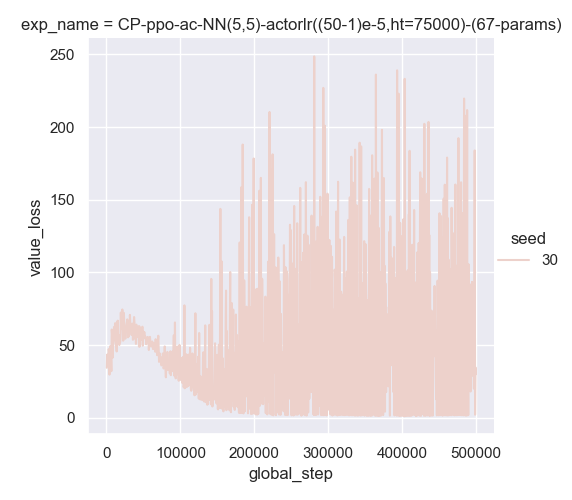 exp_name = CP-ppo-ac-NN(5,5)-actorlr((50-1)e-5,ht=75000)-(67-params)
250
200
150
100
50
0
value_loss
0 100000 200000 300000 400000 500000
global_step
seed
30